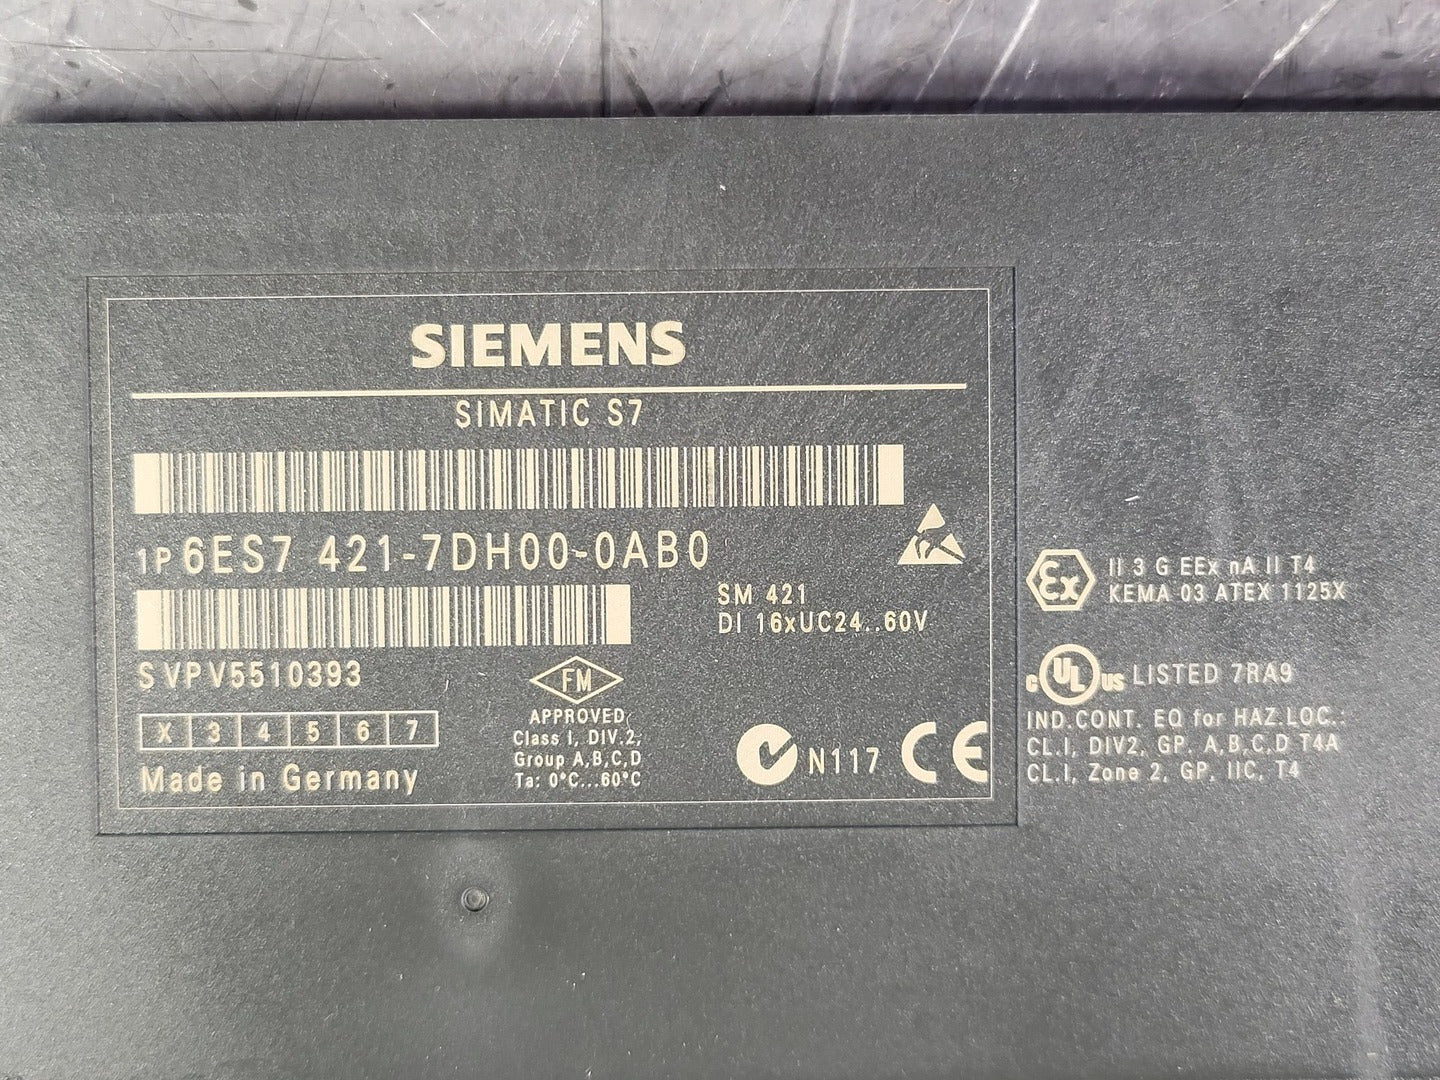 SIEMENS
SIMATIC S7
1P 6ES7 421-7DH00-0AB0
SM 421
DI 16xUC24..60V
S VPV5510393
X 3 4 5 6 7
Made in Germany
FM
APPROVED
Class I, DIV.2,
Group A,B,C,D
Ta: 0°C...60°C
N117 CE
Ex
II 3 G EEx nA II T4
KEMA 03 ATEX 1125X
C UL US LISTED 7RA9
IND.CONT. EQ for HAZ.LOC.:
CL.I, DIV2, GP. A,B,C,D T4A
CL.I, Zone 2, GP, IIC, T4